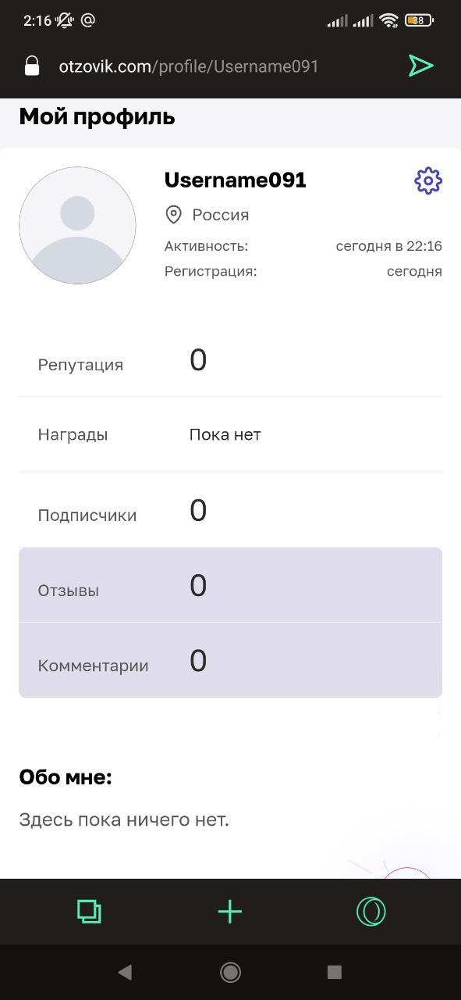 2:16
38
otzovik.com/profile/Username091
Мой профиль
Username091
Россия
Активность: сегодня в 22:16
Регистрация: сегодня
Репутация 0
Награды Пока нет
Подписчики 0
Отзывы 0
Комментарии 0
Обо мне:
Здесь пока ничего нет.